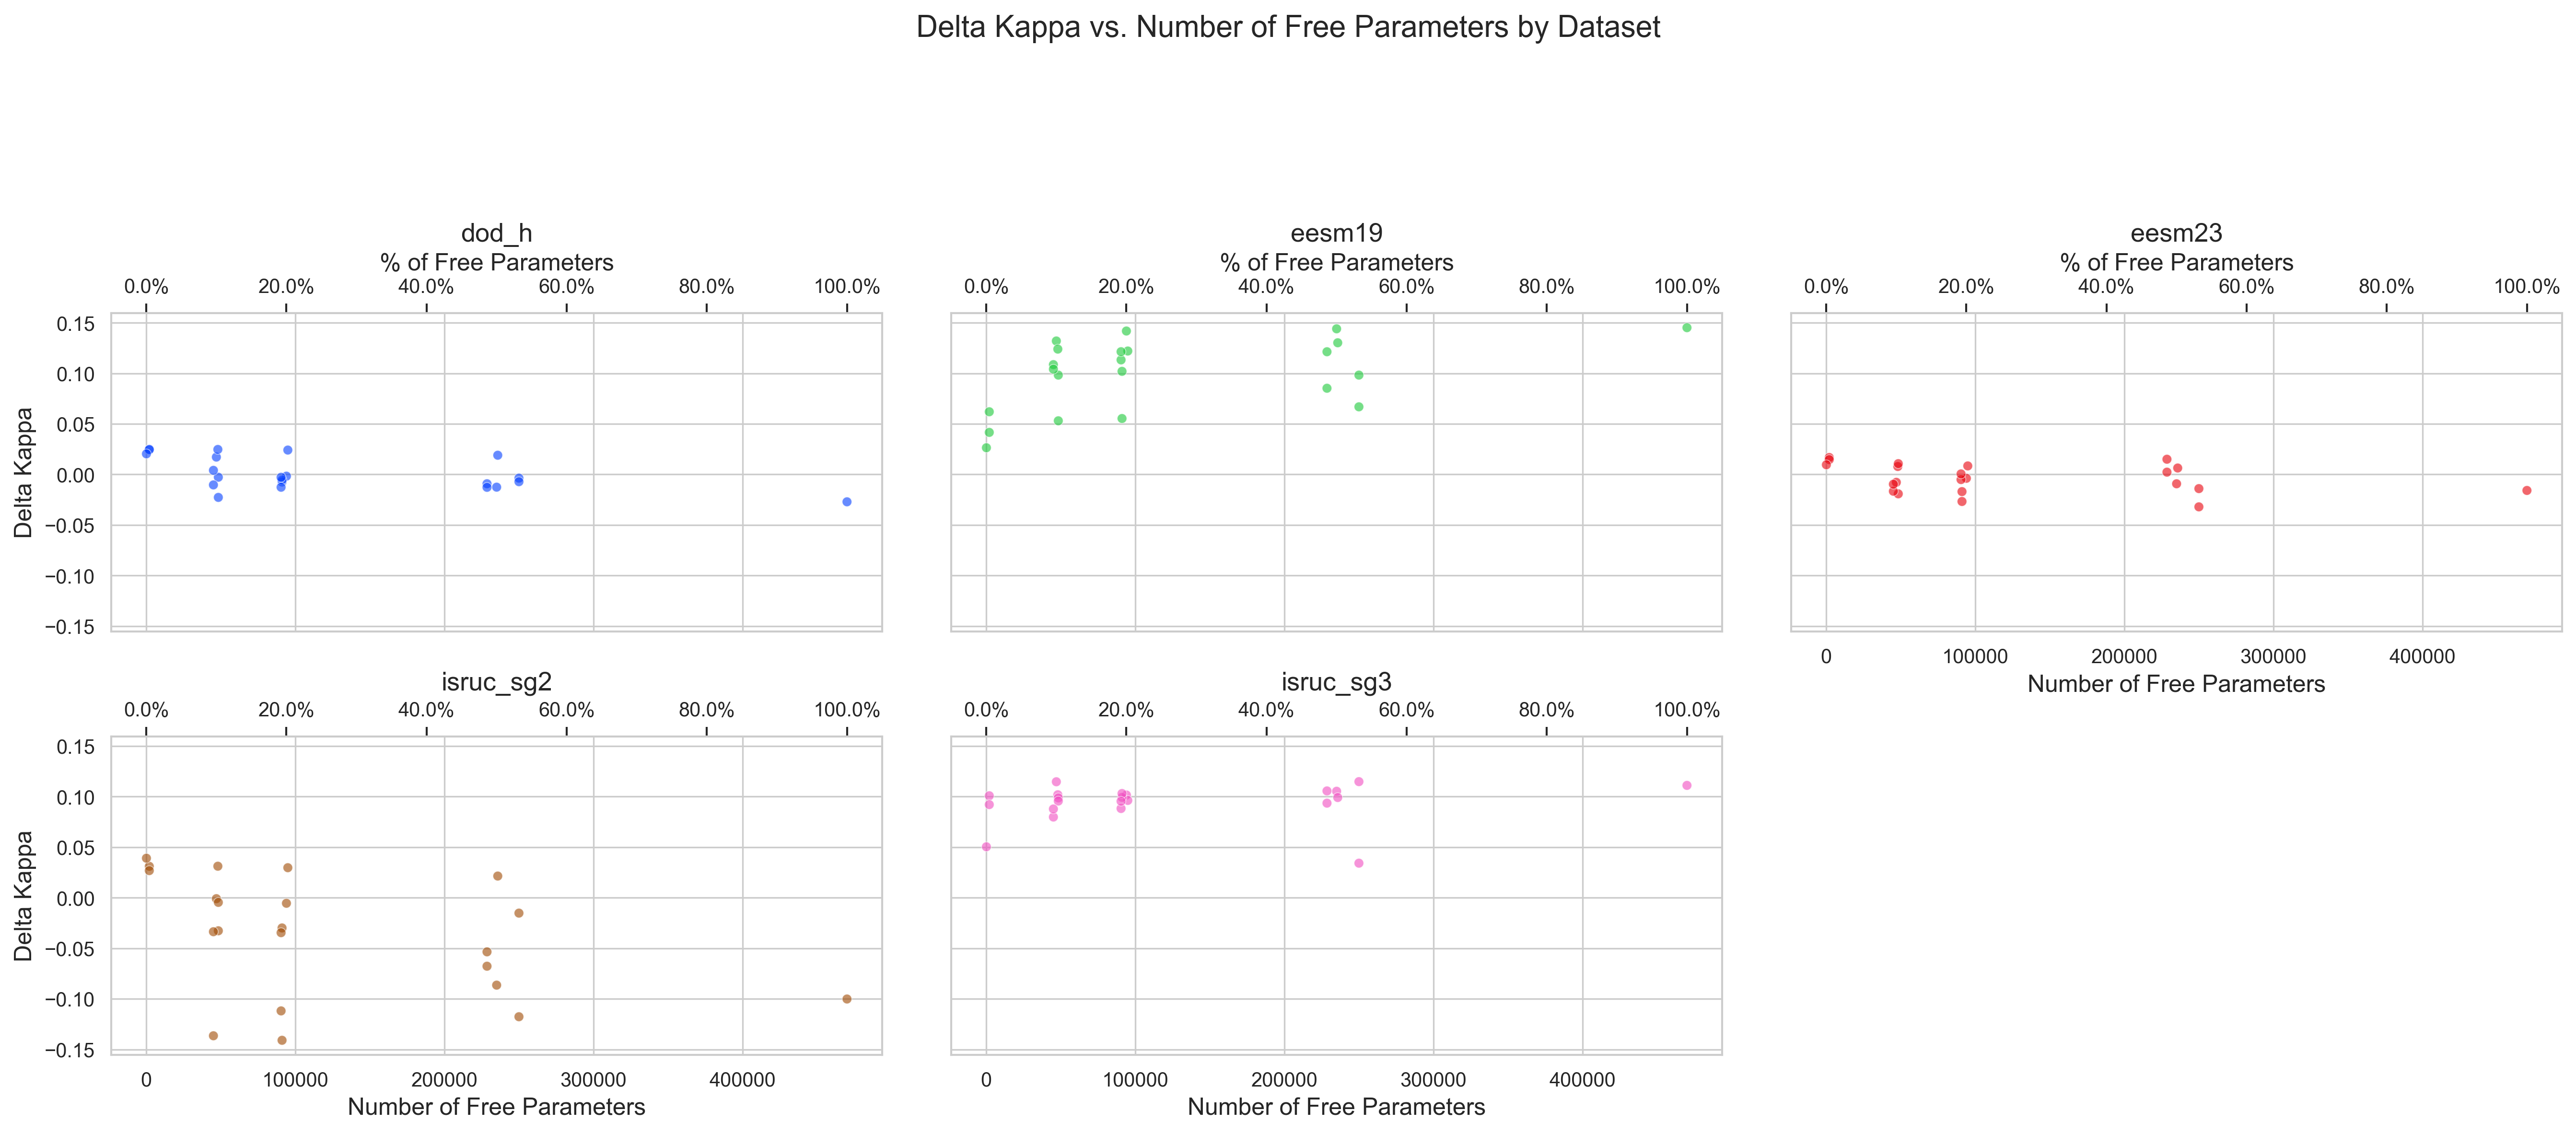 Delta Kappa vs. Number of Free Parameters by Dataset
dod_h
% of Free Parameters
0.0% 20.0% 40.0% 60.0% 80.0% 100.0%
eesm19
% of Free Parameters
0.0% 20.0% 40.0% 60.0% 80.0% 100.0%
eesm23
% of Free Parameters
0.0% 20.0% 40.0% 60.0% 80.0% 100.0%
Delta Kappa
0.15
0.10
0.05
0.00
−0.05
−0.10
−0.15
0 100000 200000 300000 400000
Number of Free Parameters
isruc_sg2
0.0% 20.0% 40.0% 60.0% 80.0% 100.0%
isruc_sg3
0.0% 20.0% 40.0% 60.0% 80.0% 100.0%
Delta Kappa
0.15
0.10
0.05
0.00
−0.05
−0.10
−0.15
0 100000 200000 300000 400000
Number of Free Parameters
0 100000 200000 300000 400000
Number of Free Parameters